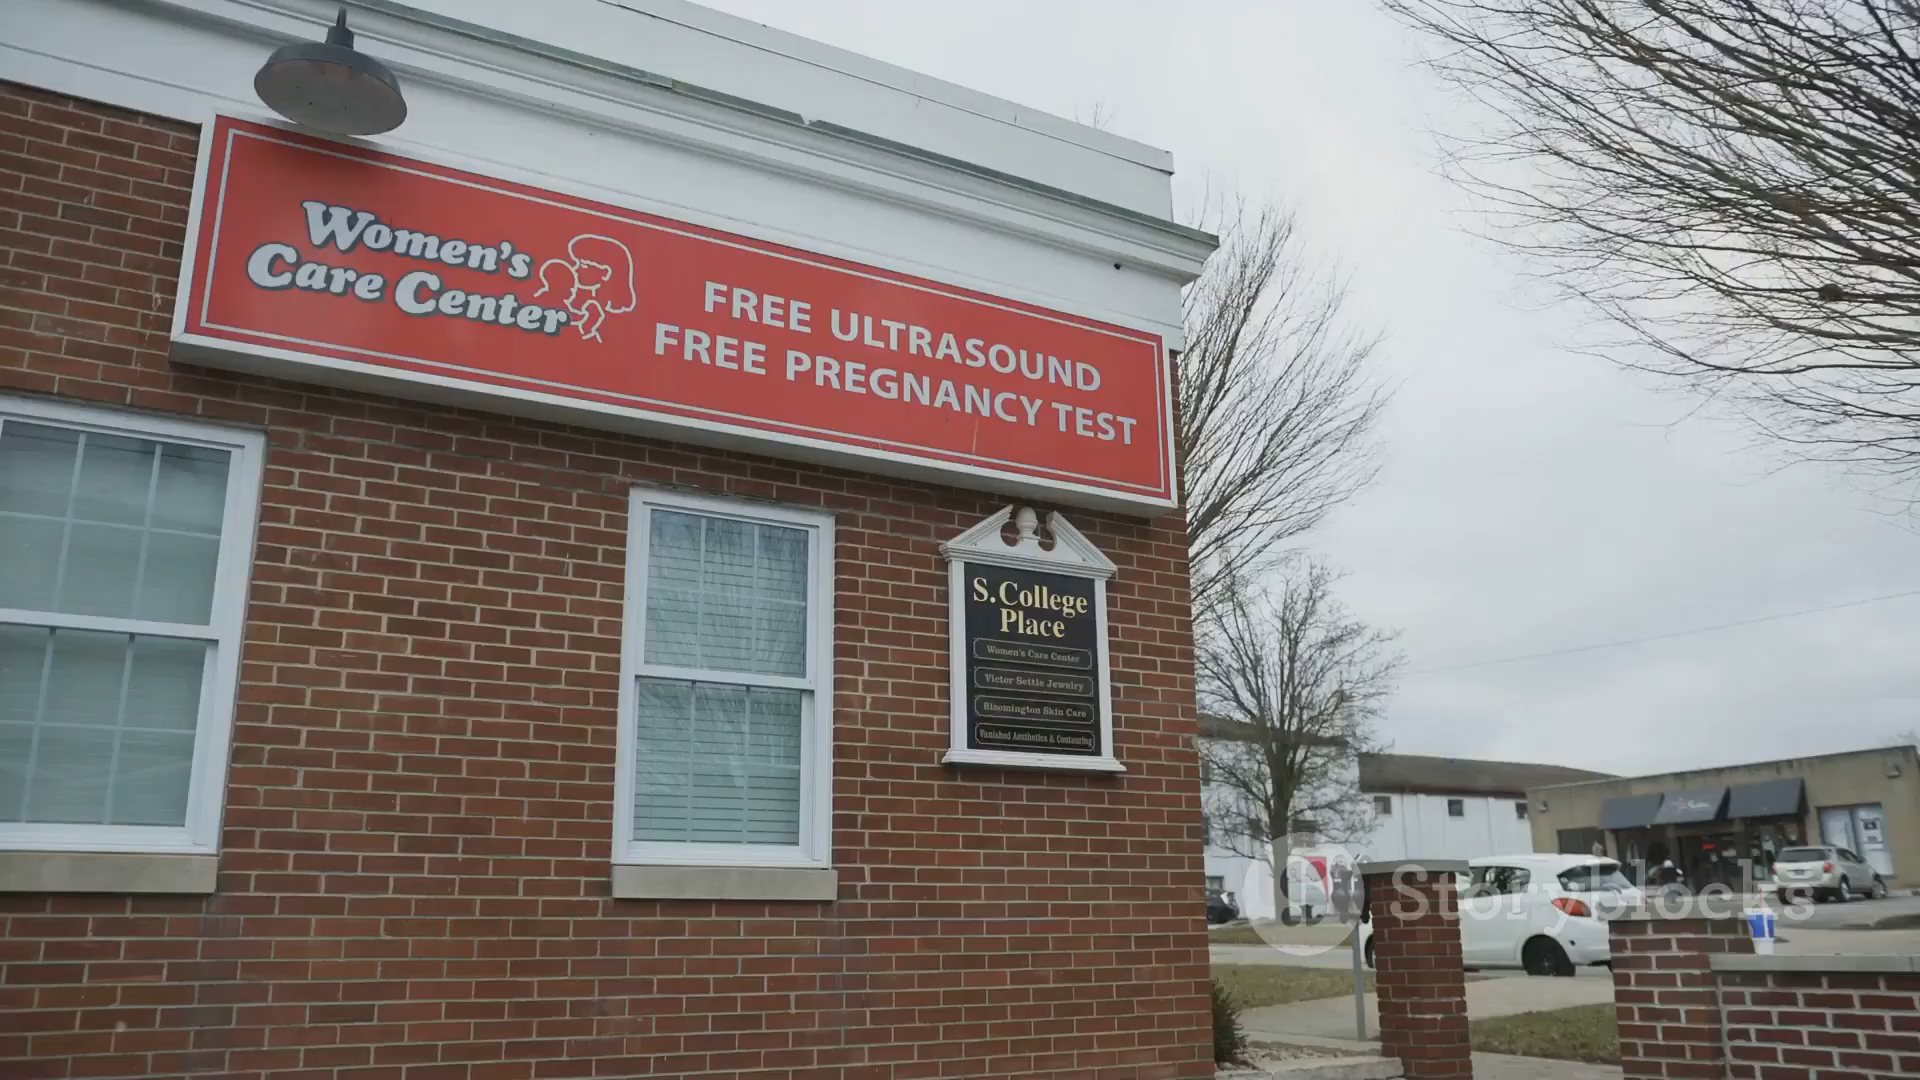 Women's
Care Center
FREE ULTRASOUND
FREE PREGNANCY TEST
S. College
Place
Women's Care Center
Victor Settle Jewelry
Bloomington Skin Care
Vanished Aesthetics & Contouring
Storyblocks